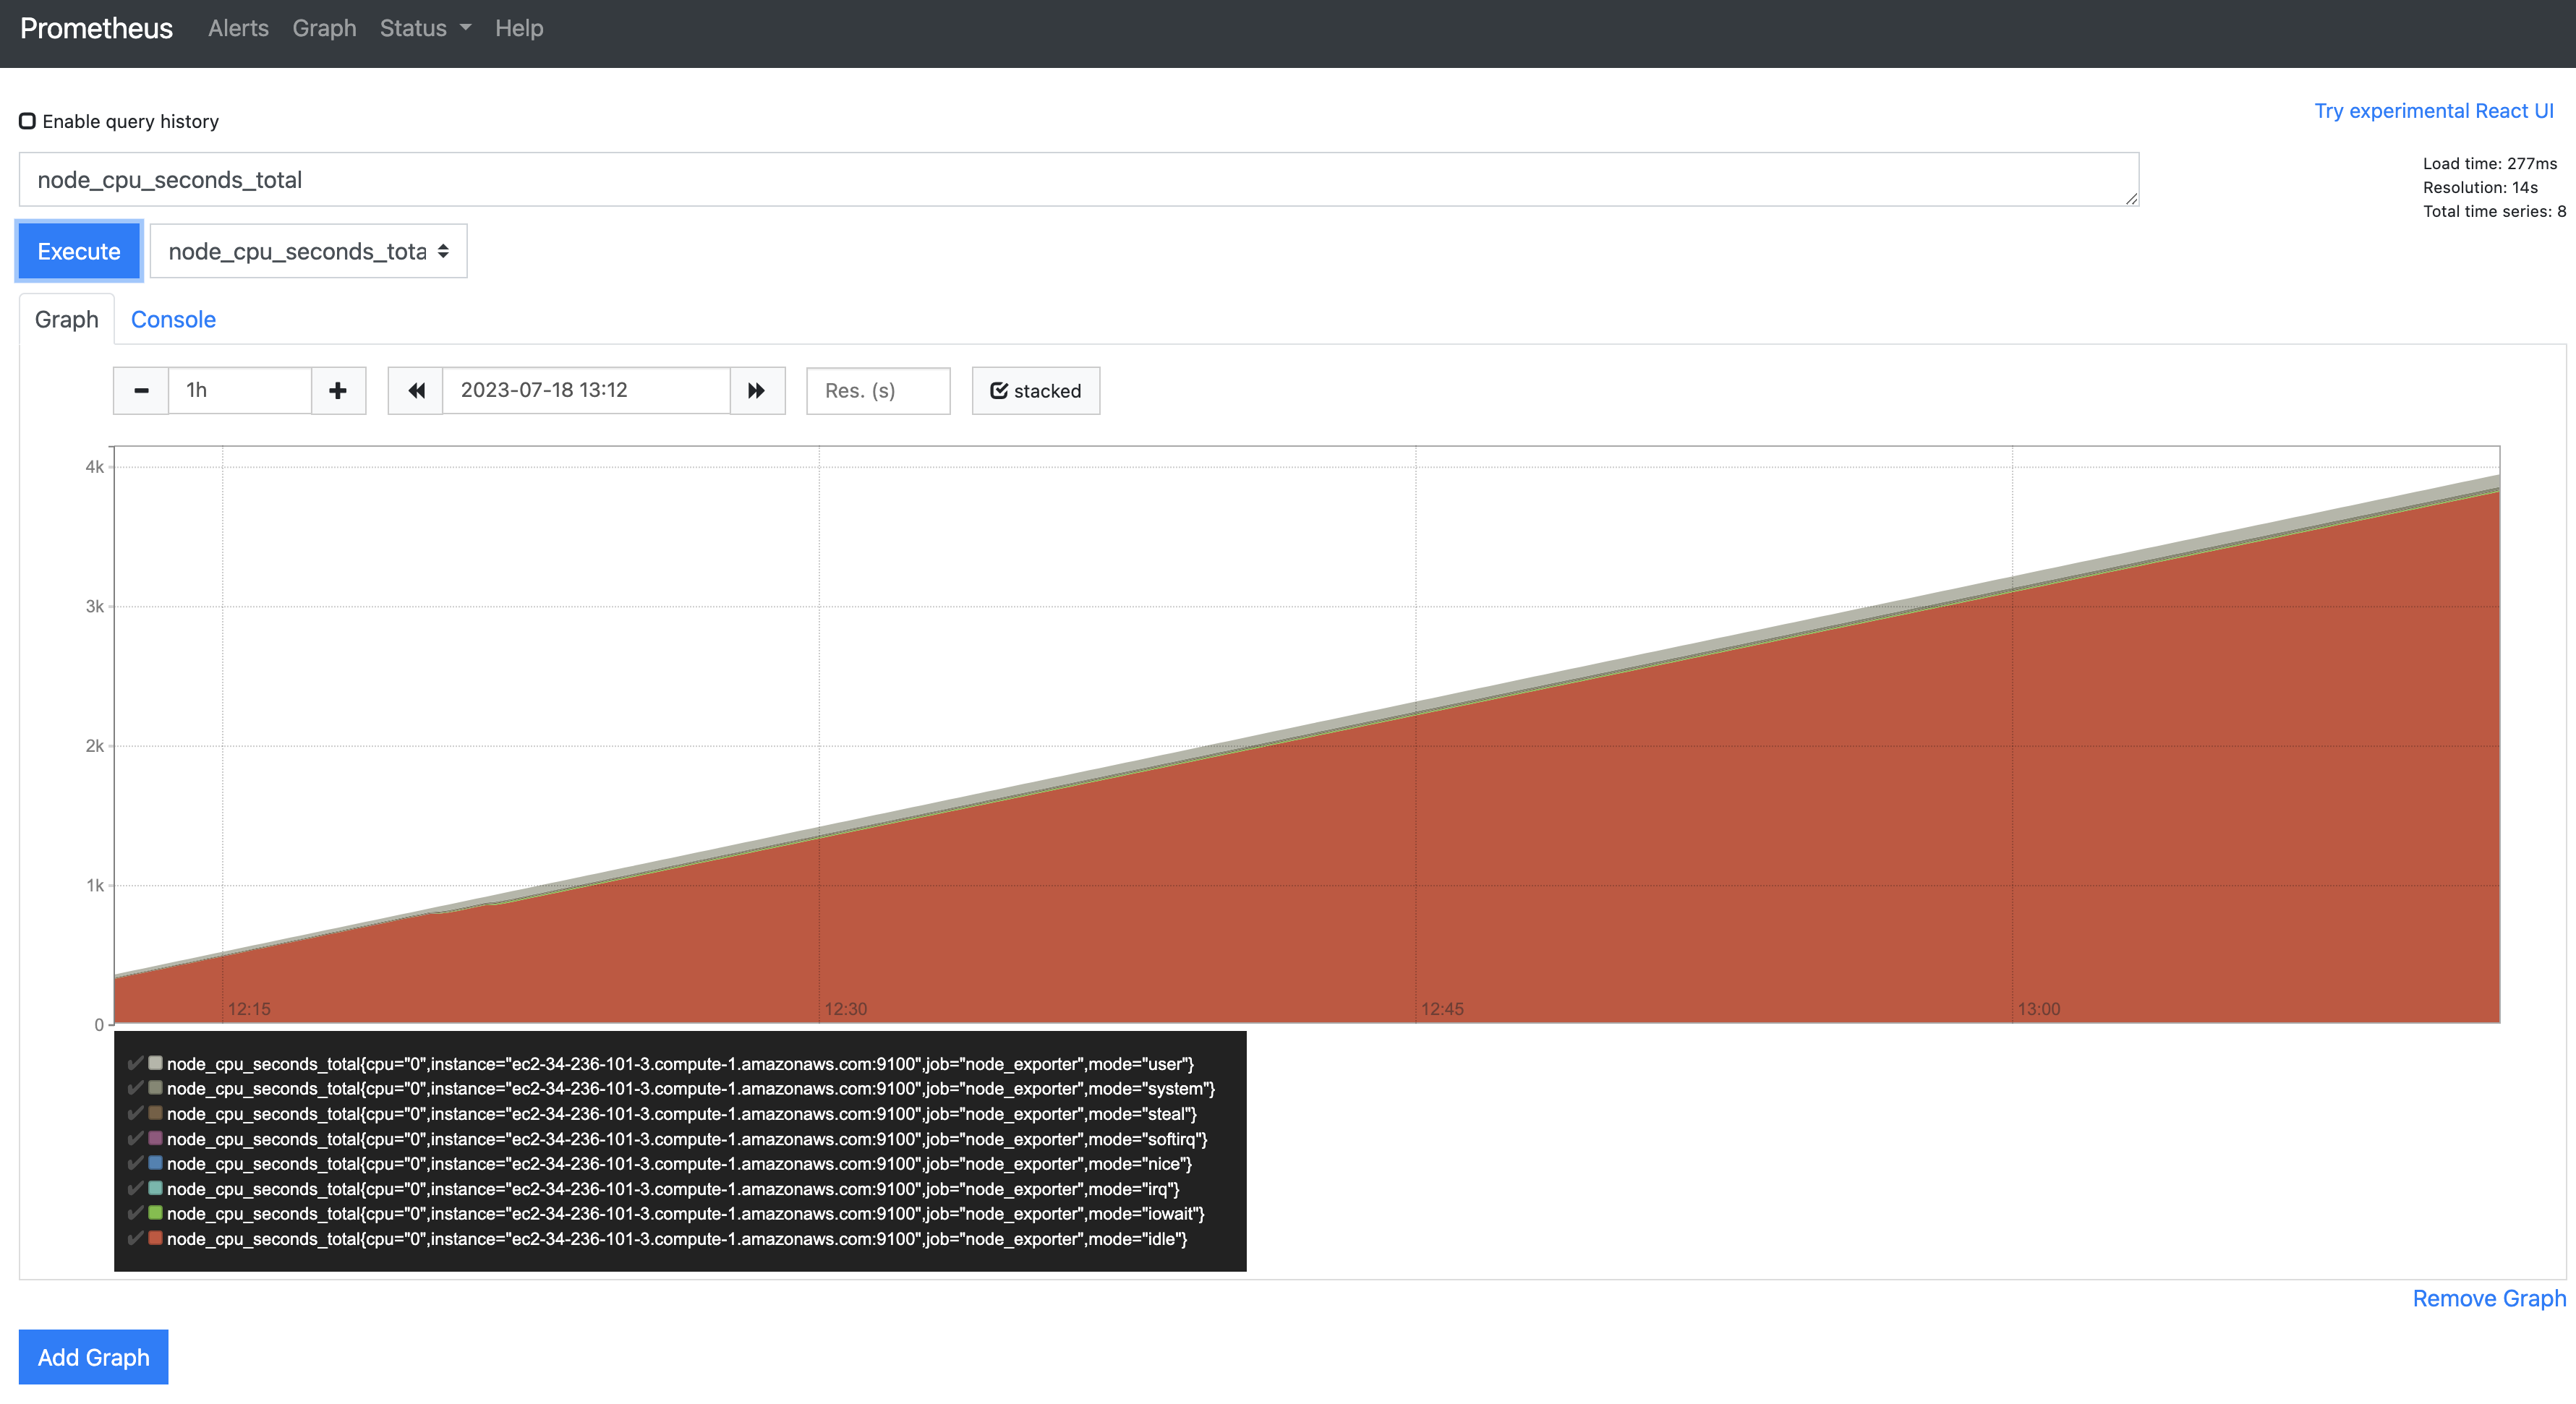 Prometheus Alerts Graph Status Help
Enable query history
Try experimental React UI
node_cpu_seconds_total
Load time: 277ms
Resolution: 14s
Total time series: 8
Execute node_cpu_seconds_tota
Graph Console
1h 2023-07-18 13:12 Res. (s) stacked
4k
3k
2k
1k
0
12:15 12:30 12:45 13:00
node_cpu_seconds_total{cpu="0",instance="ec2-34-236-101-3.compute-1.amazonaws.com:9100",job="node_exporter",mode="user"}
node_cpu_seconds_total{cpu="0",instance="ec2-34-236-101-3.compute-1.amazonaws.com:9100",job="node_exporter",mode="system"}
node_cpu_seconds_total{cpu="0",instance="ec2-34-236-101-3.compute-1.amazonaws.com:9100",job="node_exporter",mode="steal"}
node_cpu_seconds_total{cpu="0",instance="ec2-34-236-101-3.compute-1.amazonaws.com:9100",job="node_exporter",mode="softirq"}
node_cpu_seconds_total{cpu="0",instance="ec2-34-236-101-3.compute-1.amazonaws.com:9100",job="node_exporter",mode="nice"}
node_cpu_seconds_total{cpu="0",instance="ec2-34-236-101-3.compute-1.amazonaws.com:9100",job="node_exporter",mode="irq"}
node_cpu_seconds_total{cpu="0",instance="ec2-34-236-101-3.compute-1.amazonaws.com:9100",job="node_exporter",mode="iowait"}
node_cpu_seconds_total{cpu="0",instance="ec2-34-236-101-3.compute-1.amazonaws.com:9100",job="node_exporter",mode="idle"}
Remove Graph
Add Graph